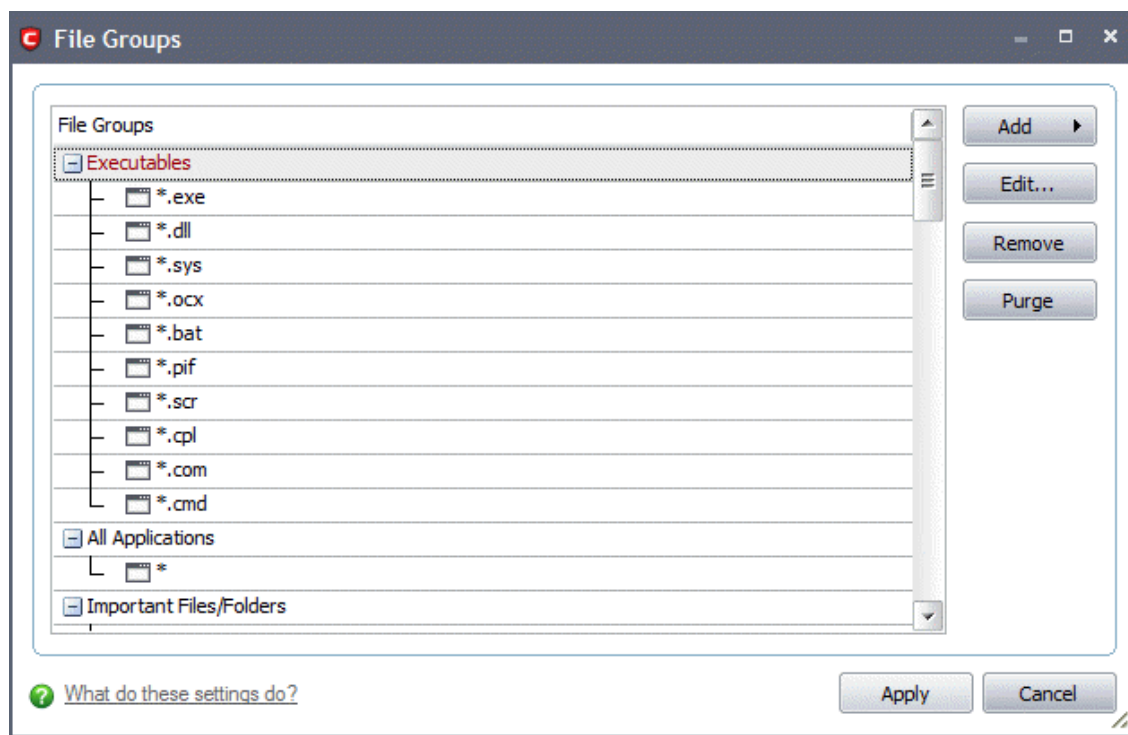 File Groups
File Groups
Executables
*.exe
*.dll
*.sys
*.ocx
*.bat
*.pif
*.scr
*.cpl
*.com
*.cmd
All Applications
*
Important Files/Folders
Add
Edit...
Remove
Purge
What do these settings do?
Apply
Cancel